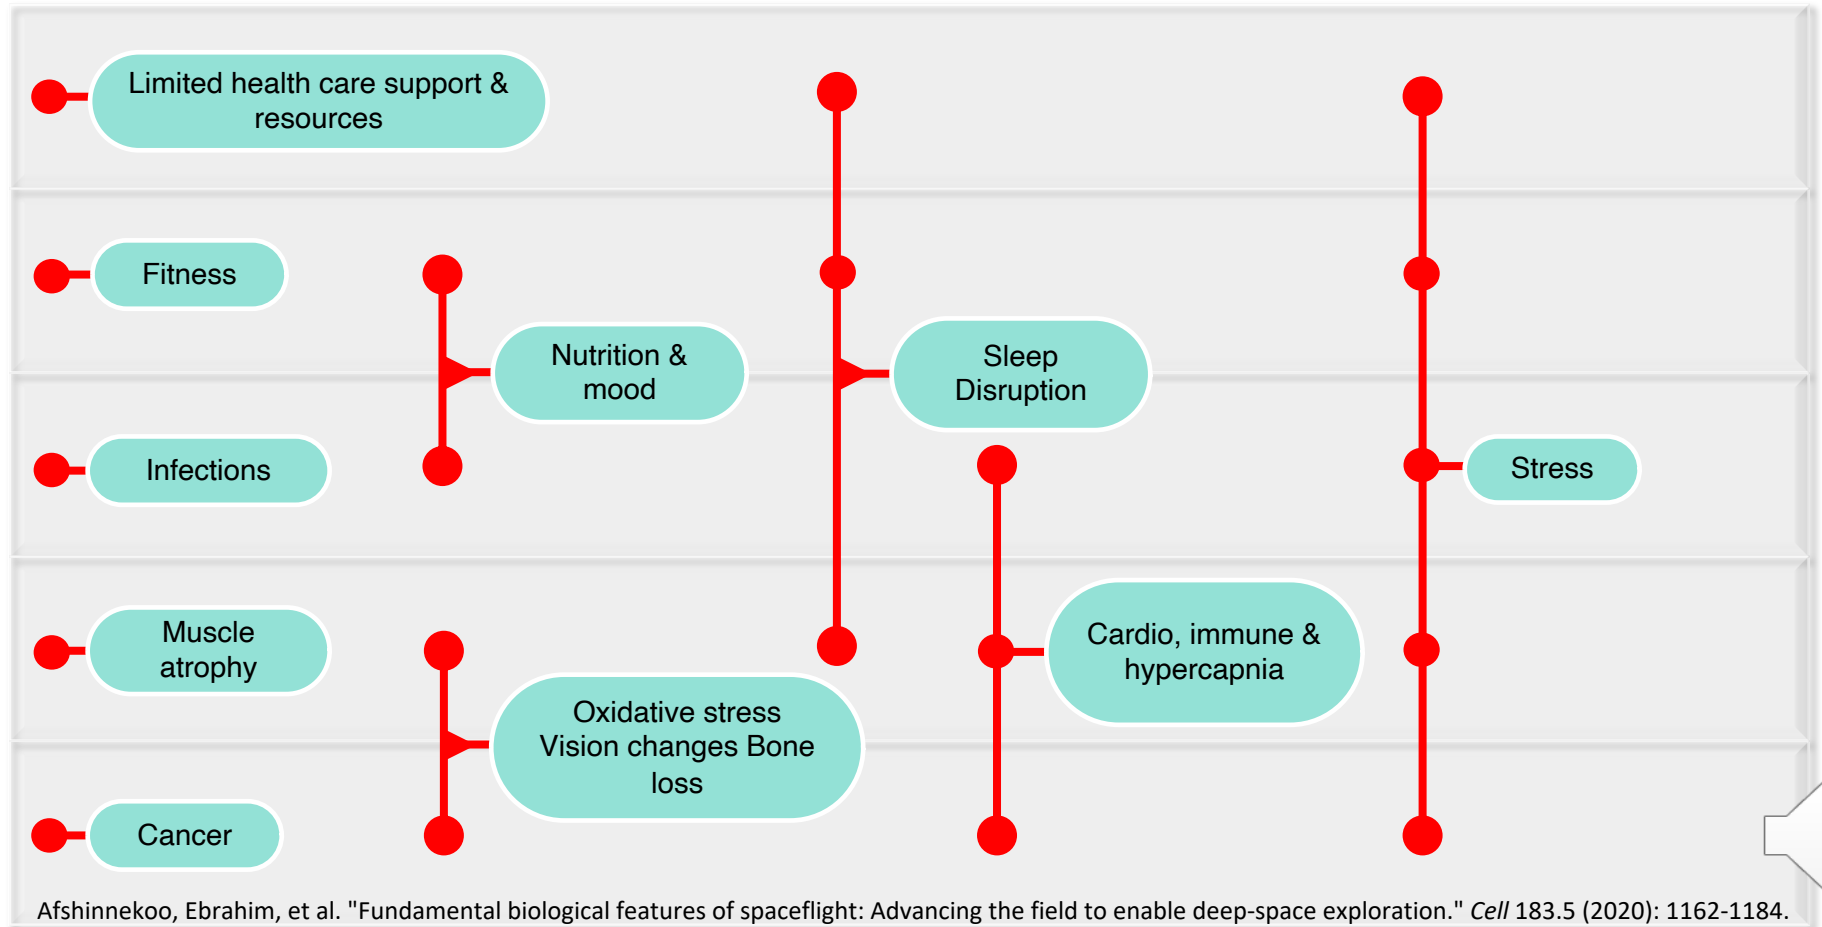 Limited health care support &
resources
Fitness
Nutrition &
mood
Sleep
Disruption
Infections
Stress
Muscle
atrophy
Cardio, immune &
hypercapnia
Oxidative stress
Vision changes Bone
loss
Cancer
Afshinnekoo, Ebrahim, et al. "Fundamental biological features of spaceflight: Advancing the field to enable deep-space exploration." Cell 183.5 (2020): 1162-1184.